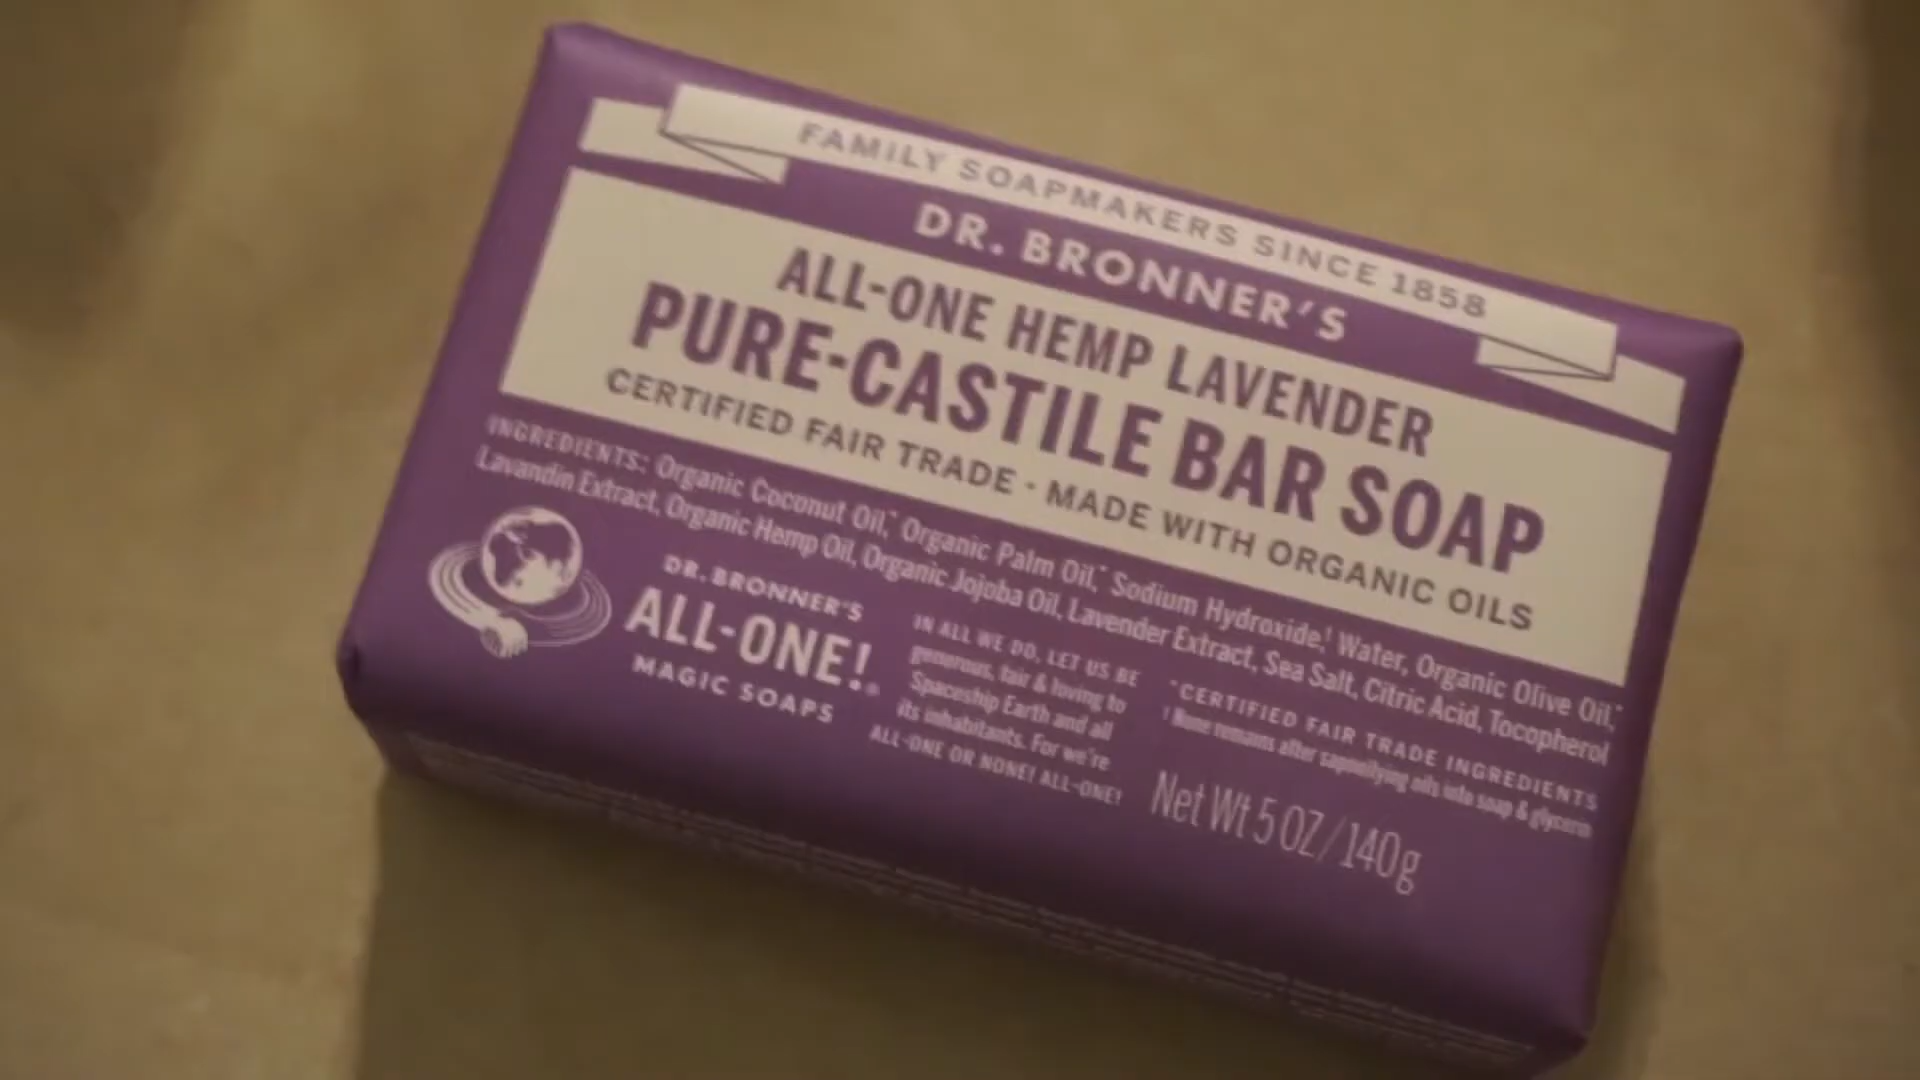 FAMILY SOAPMAKERS SINCE 1858
DR. BRONNER'S
ALL-ONE HEMP LAVENDER
PURE-CASTILE BAR SOAP
CERTIFIED FAIR TRADE · MADE WITH ORGANIC OILS
INGREDIENTS: Organic Coconut Oil,* Organic Palm Oil,* Sodium Hydroxide,! Water, Organic Olive Oil,*
Lavandin Extract, Organic Hemp Oil, Organic Jojoba Oil, Lavender Extract, Sea Salt, Citric Acid, Tocopherol
DR. BRONNER'S
ALL-ONE!®
MAGIC SOAPS
IN ALL WE DO, LET US BE
generous, fair & loving to
Spaceship Earth and all
its inhabitants. For we're
ALL-ONE OR NONE! ALL-ONE!
*CERTIFIED FAIR TRADE INGREDIENTS
! None remains after saponifying oils into soap & glycerin
Net Wt 5 OZ/140g